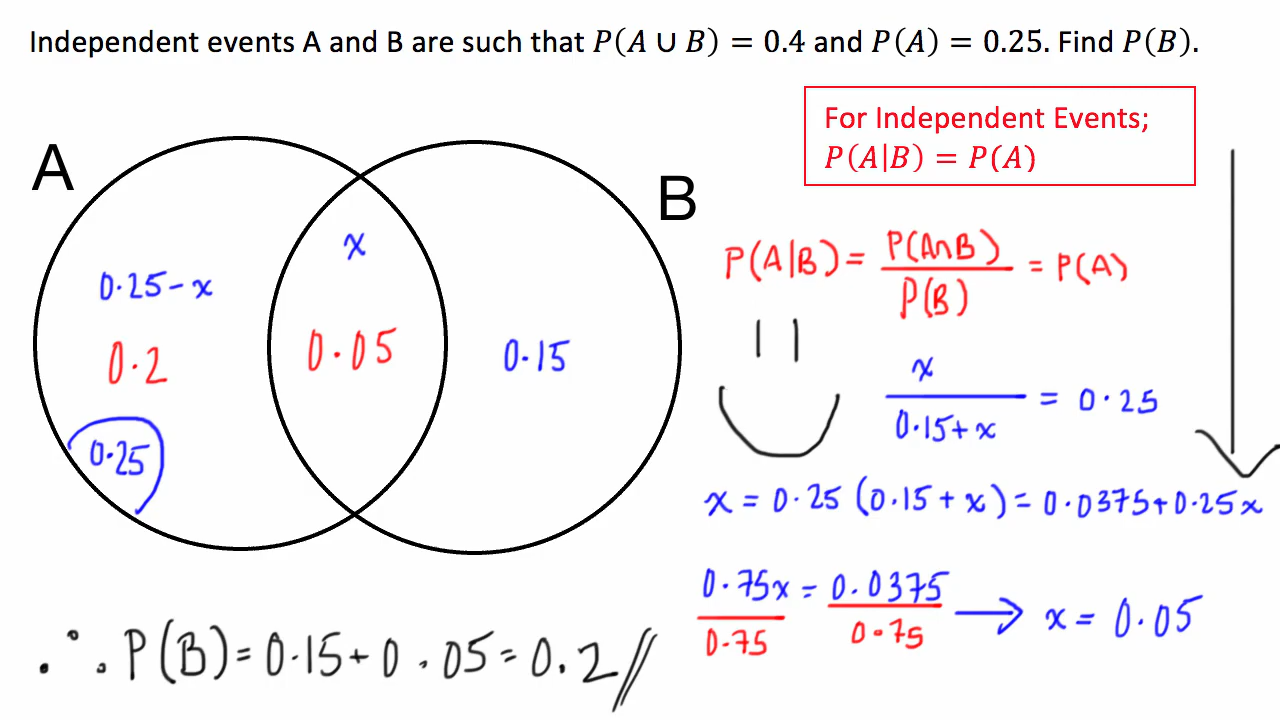 Independent events A and B are such that P(A ∪ B) = 0.4 and P(A) = 0.25. Find P(B).
For Independent Events;
P(A|B) = P(A)
A
B
x
0.25-x
0.2
0.05
0.15
0.25
P(A|B) = P(A∩B) / P(B) = P(A)
x / 0.15+x = 0.25
x = 0.25 (0.15 + x) = 0.0375+0.25x
0.75x / 0.75 = 0.0375 / 0.75 → x = 0.05
∴ P(B) = 0.15+0.05 = 0.2//